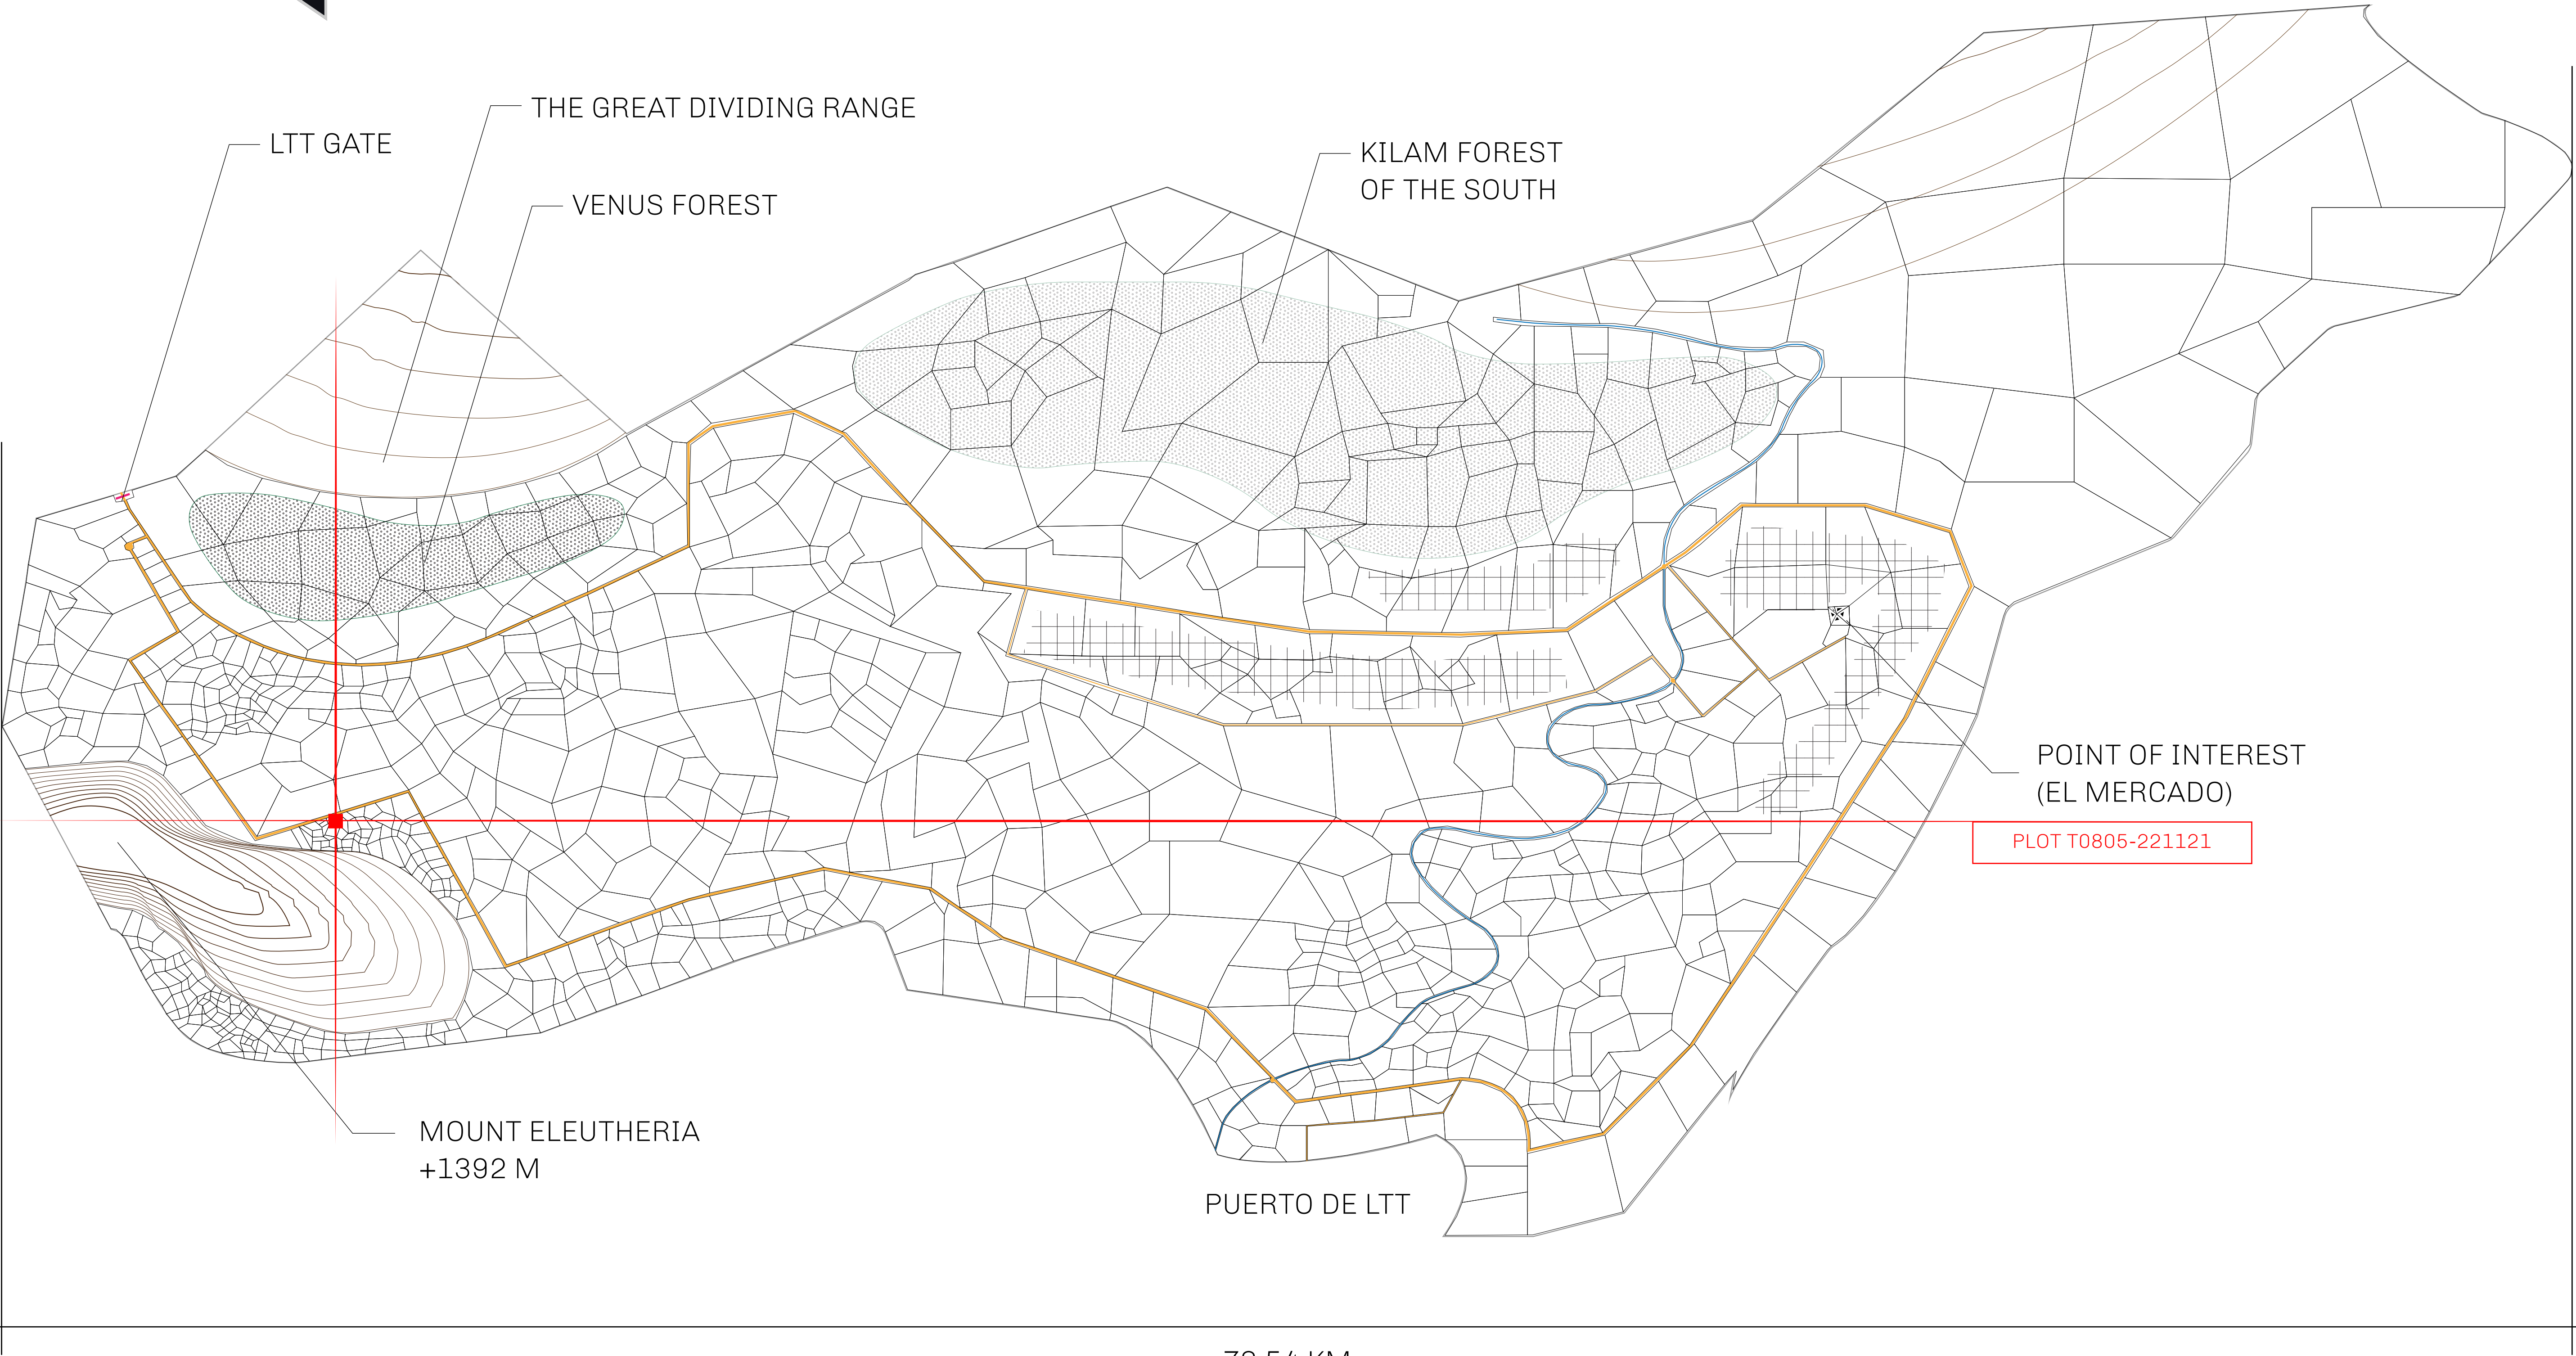 THE GREAT DIVIDING RANGE
LTT GATE
VENUS FOREST
KILAM FOREST
OF THE SOUTH
POINT OF INTEREST
(EL MERCADO)
PLOT T0805-221121
MOUNT ELEUTHERIA
+1392 M
PUERTO DE LTT
KM